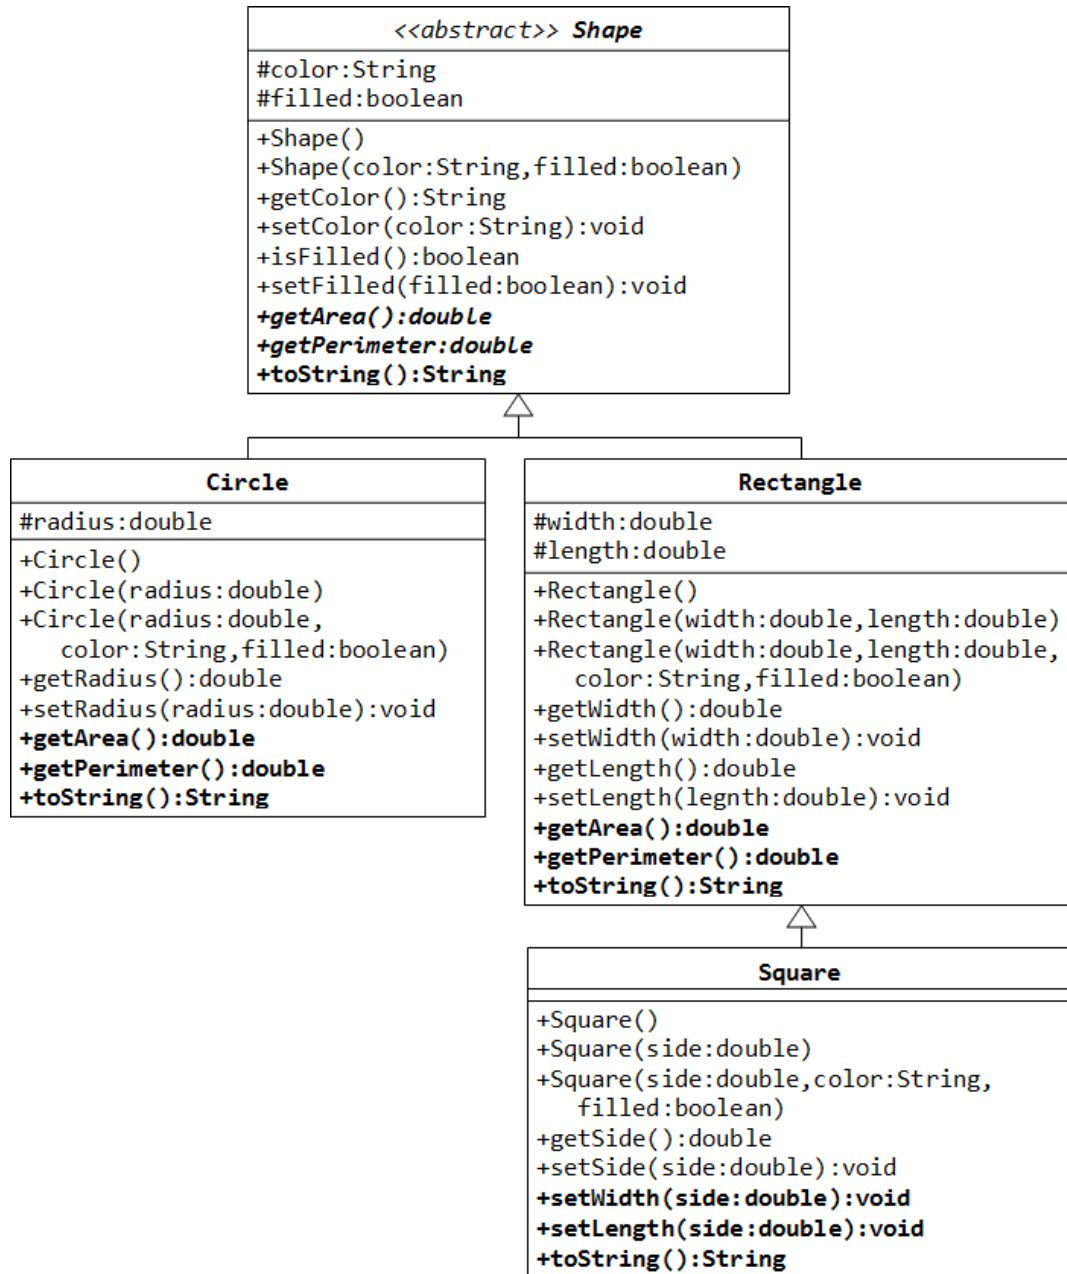 <<abstract>> Shape
#color:String
#filled:boolean
+Shape()
+Shape(color:String,filled:boolean)
+getColor():String
+setColor(color:String):void
+isFilled():boolean
+setFilled(filled:boolean):void
+getArea():double
+getPerimeter:double
+toString():String
Circle
#radius:double
+Circle()
+Circle(radius:double)
+Circle(radius:double,
color:String,filled:boolean)
+getRadius():double
+setRadius(radius:double):void
+getArea():double
+getPerimeter():double
+toString():String
Rectangle
#width:double
#length:double
+Rectangle()
+Rectangle(width:double,length:double)
+Rectangle(width:double,length:double,
color:String,filled:boolean)
+getWidth():double
+setWidth(width:double):void
+getLength():double
+setLength(legnth:double):void
+getArea():double
+getPerimeter():double
+toString():String
Square
+Square()
+Square(side:double)
+Square(side:double,color:String,
filled:boolean)
+getSide():double
+setSide(side:double):void
+setWidth(side:double):void
+setLength(side:double):void
+toString():String